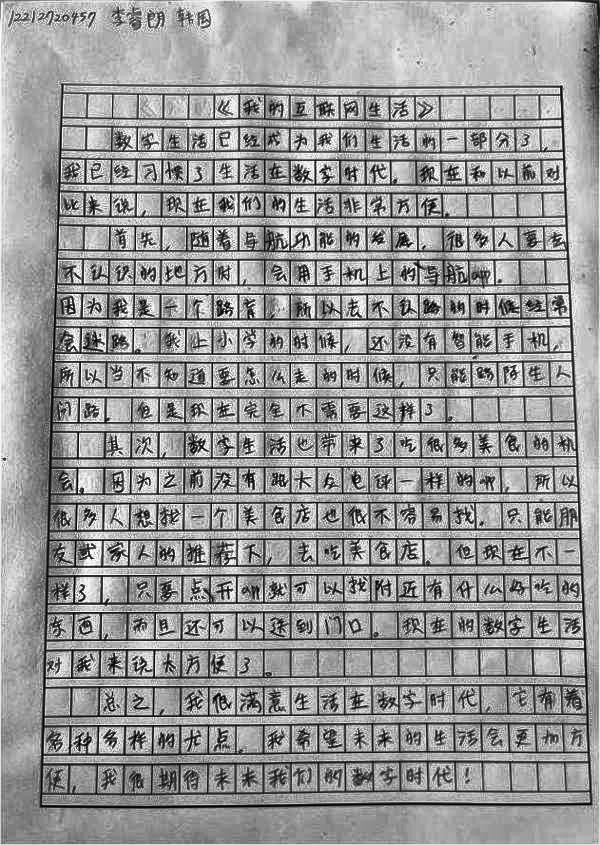 12212720457 李睿朗 韩国
《我的互联网生活》
数字生活已经成为我们生活的一部分了，
我已经习惯了生活在数字时代。现在和以前对
比来说，现在我们的生活非常方便。
首先，随着导航功能的发展，很多人要去
不认识的地方时，会用手机上的导航app。
因为我是一个路盲 所以去不认路的时候经常
会迷路。我上小学的时候，还没有智能手机，
所以当不知道要怎么走的时候，只能跟陌生人
问路。但是现在完全不需要这样了。
其次，数字生活也带来了吃很多美食的机
会。因为之前没有跟大众电评一样的app，所以
很多人想找一个美食店也很不容易找。只能朋
友或家人的推荐下，去吃美食店。但现在不一
样了，只要点开app就可以找附近有什么好吃的
东西，而且还可以送到门口。现在的数字生活
对我来说太方便了。
总之，我很满意生活在数字时代，它有着
各种多样的尤点。我希望未来的生活会更加方
便，我很期待未来我们的数字时代！